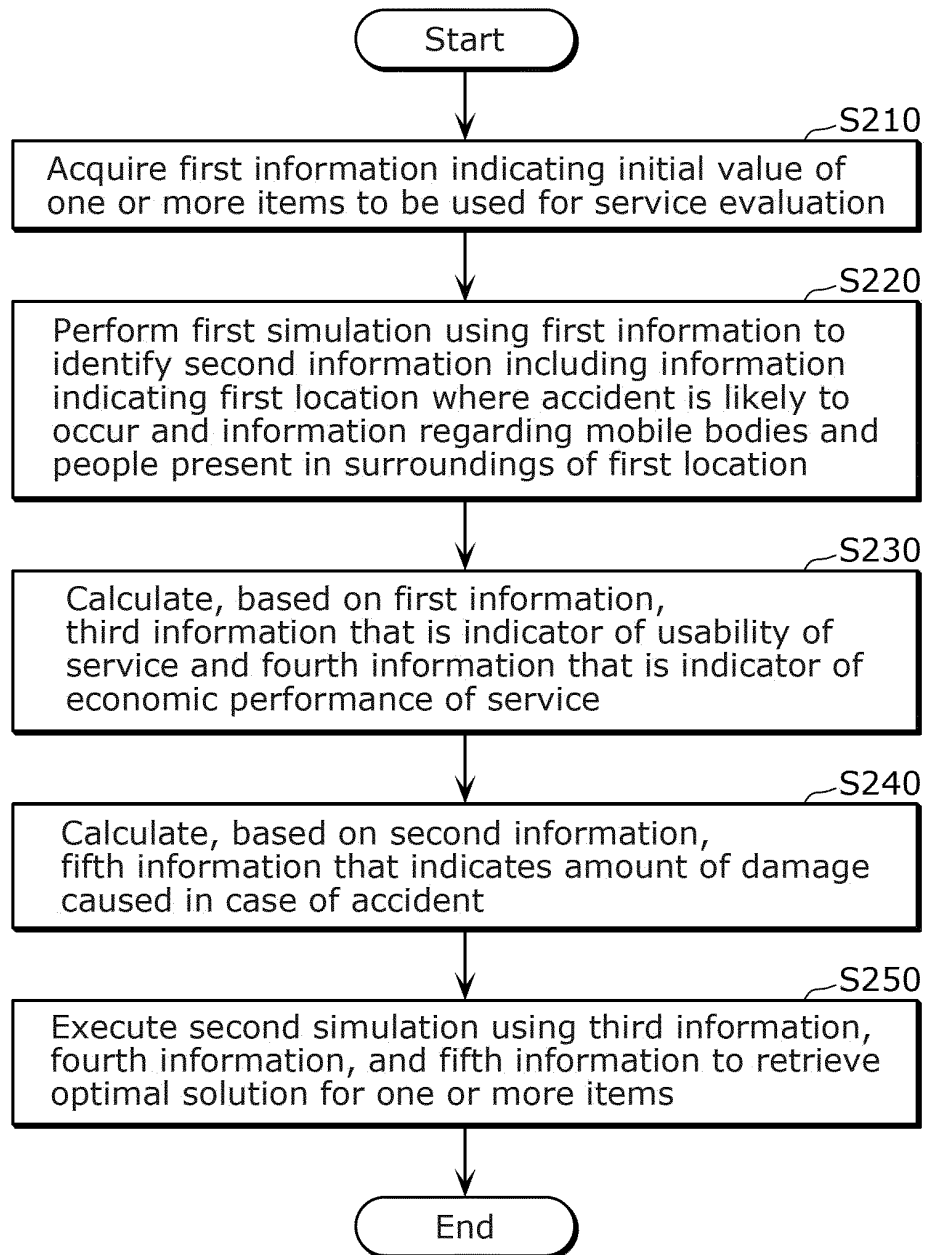 Start
S210
Acquire first information indicating initial value of
one or more items to be used for service evaluation
S220
Perform first simulation using first information to
identify second information including information
indicating first location where accident is likely to
occur and information regarding mobile bodies and
people present in surroundings of first location
S230
Calculate, based on first information,
third information that is indicator of usability of
service and fourth information that is indicator of
economic performance of service
S240
Calculate, based on second information,
fifth information that indicates amount of damage
caused in case of accident
S250
Execute second simulation using third information,
fourth information, and fifth information to retrieve
optimal solution for one or more items
End